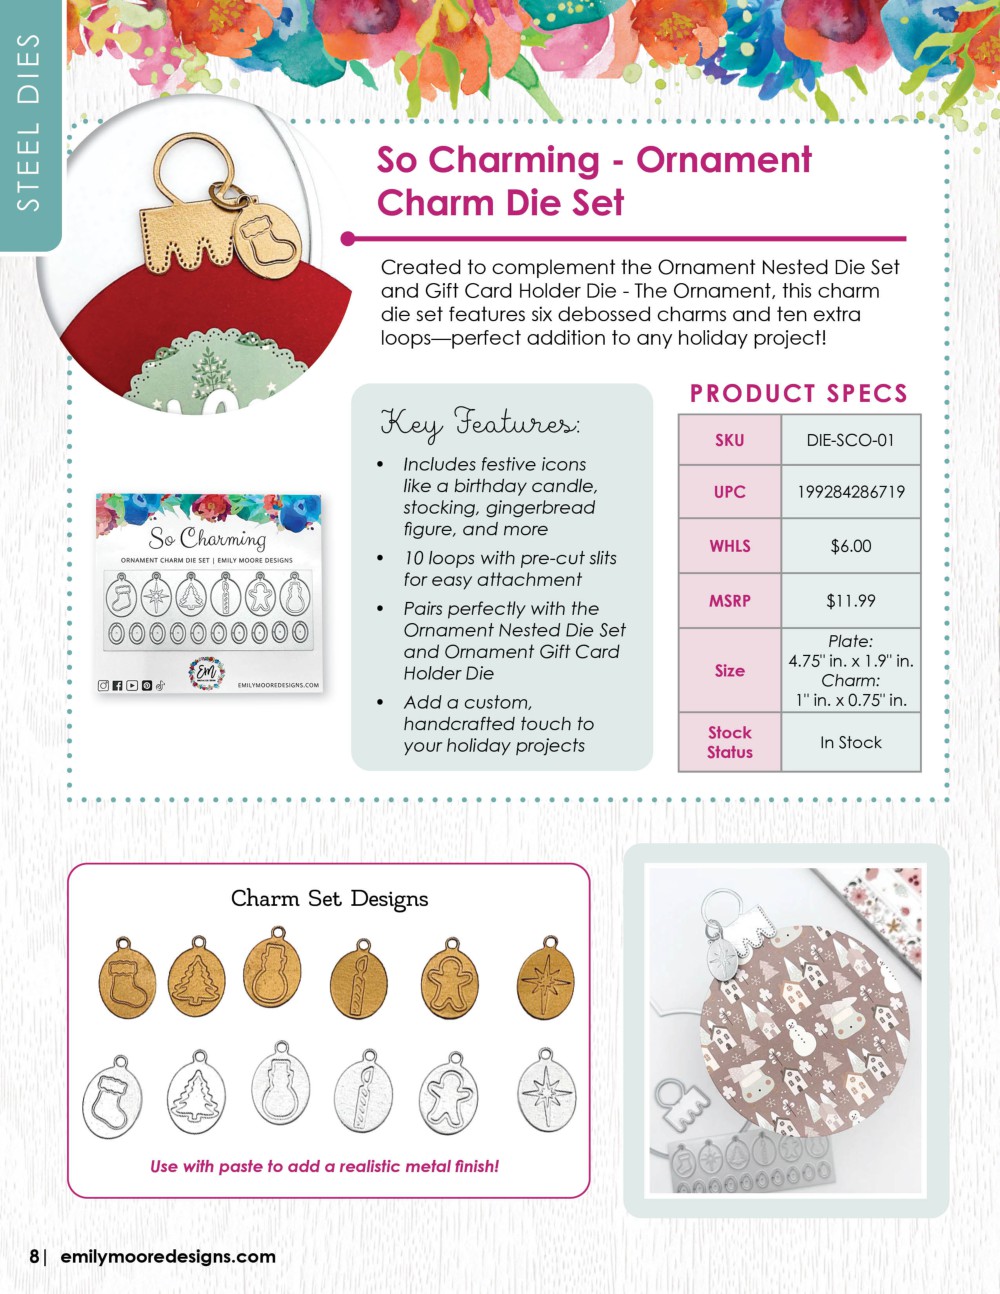 STEEL DIES
So Charming - Ornament
Charm Die Set
Created to complement the Ornament Nested Die Set
and Gift Card Holder Die - The Ornament, this charm
die set features six debossed charms and ten extra
loops—perfect addition to any holiday project!
Key Features:
• Includes festive icons
like a birthday candle,
stocking, gingerbread
figure, and more
• 10 loops with pre-cut slits
for easy attachment
• Pairs perfectly with the
Ornament Nested Die Set
and Ornament Gift Card
Holder Die
• Add a custom,
handcrafted touch to
your holiday projects
PRODUCT SPECS
SKU DIE-SCO-01
UPC 199284286719
WHLS $6.00
MSRP $11.99
Size
Plate:
4.75" in. x 1.9" in.
Charm:
1" in. x 0.75" in.
Stock
Status
In Stock
So Charming
ORNAMENT CHARM DIE SET | EMILY MOORE DESIGNS
EM
EMILYMOOREDESIGNS.COM
Charm Set Designs
Use with paste to add a realistic metal finish!
8| emilymooredesigns.com